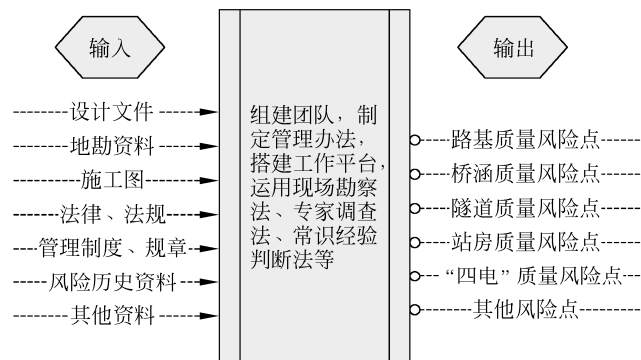 输入
设计文件
地勘资料
施工图
法律、法规
管理制度、规章
风险历史资料
其他资料
组建团队，制
定管理办法，
搭建工作平台，
运用现场勘察
法、专家调查
法、常识经验
判断法等
输出
路基质量风险点
桥涵质量风险点
隧道质量风险点
站房质量风险点
“四电”质量风险点
其他风险点